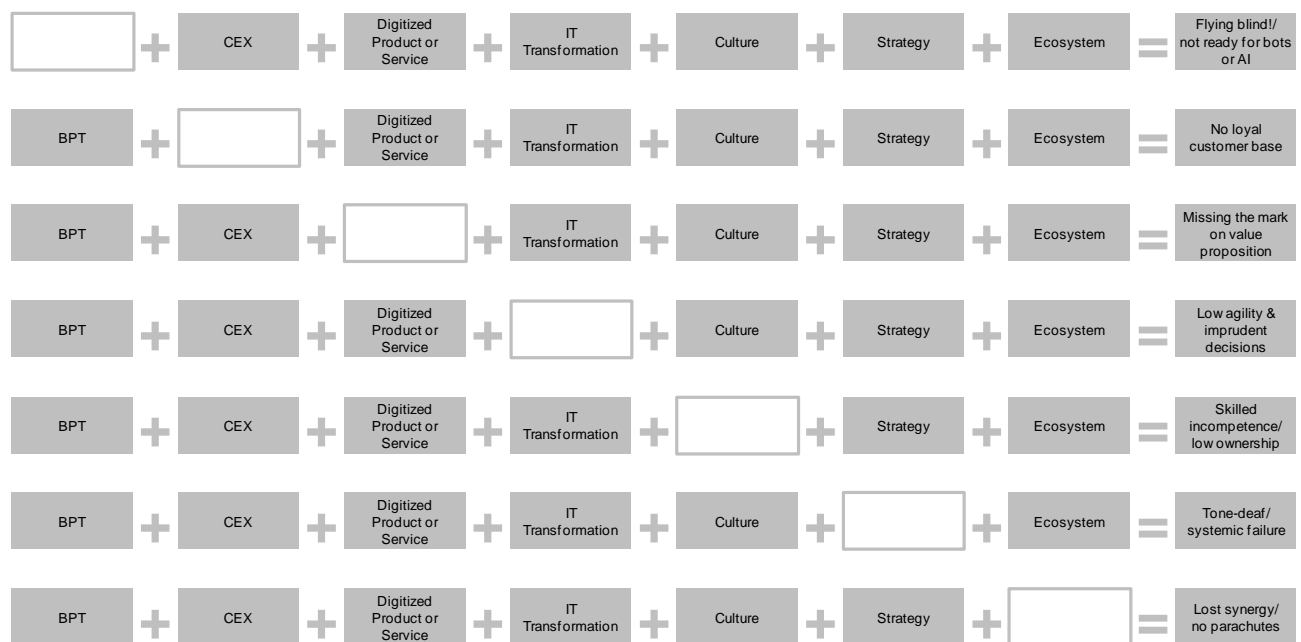 CEX
Digitized
Product or
Service
IT
Transformation
Culture
Strategy
Ecosystem
Flying blind!/
not ready for bots
or AI
BPT
Digitized
Product or
Service
IT
Transformation
Culture
Strategy
Ecosystem
No loyal
customer base
BPT
CEX
IT
Transformation
Culture
Strategy
Ecosystem
Missing the mark
on value
proposition
BPT
CEX
Digitized
Product or
Service
Culture
Strategy
Ecosystem
Low agility &
imprudent
decisions
BPT
CEX
Digitized
Product or
Service
IT
Transformation
Strategy
Ecosystem
Skilled
incompetence/
low ownership
BPT
CEX
Digitized
Product or
Service
IT
Transformation
Culture
Ecosystem
Tone-deaf/
systemic failure
BPT
CEX
Digitized
Product or
Service
IT
Transformation
Culture
Strategy
Lost synergy/
no parachutes